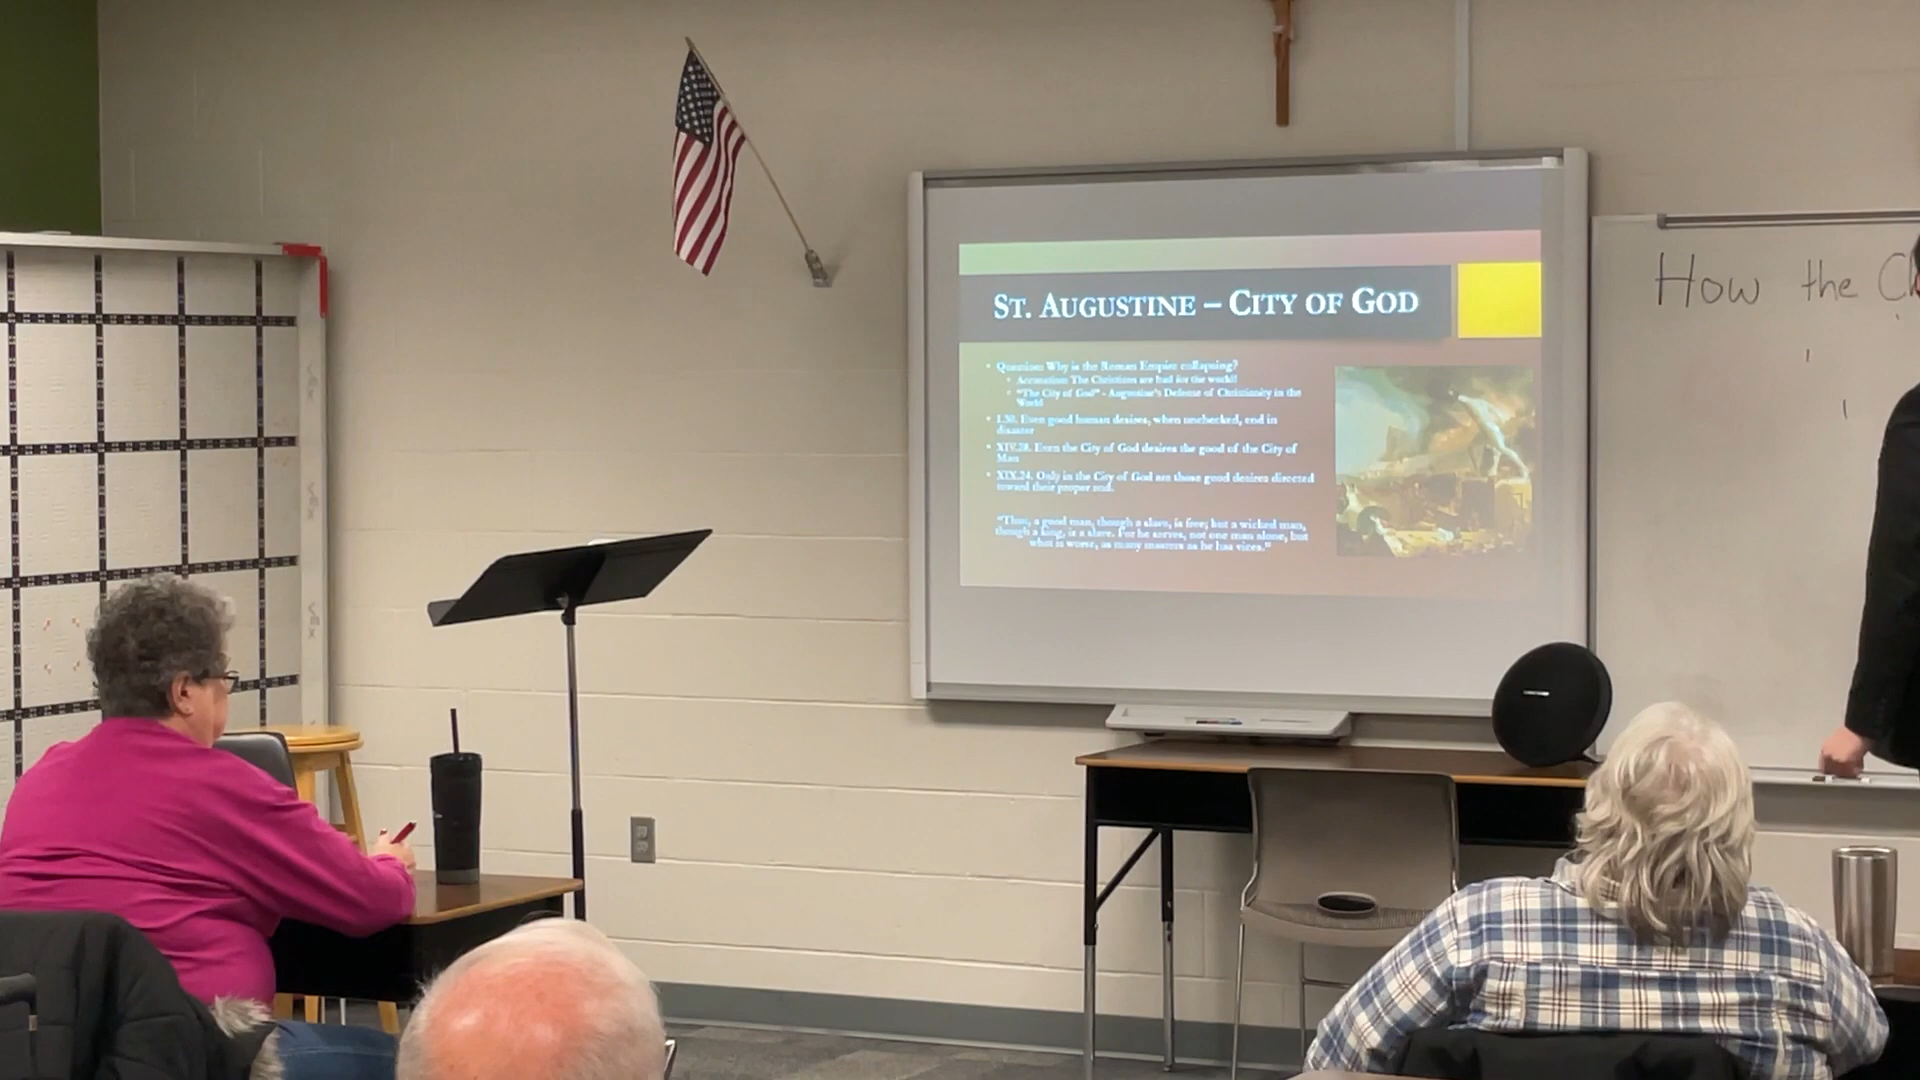 ST. AUGUSTINE – CITY OF GOD
Question: Why is the Roman Empire collapsing?
Accusation: The Christians are bad for the world!
"The City of God" - Augustine's Defense of Christianity in the
World
I.30. Even good human desires, when unchecked, end in
disaster
XIV.28. Even the City of God desires the good of the City of
Man
XIX.24. Only in the City of God are those good desires directed
toward their proper end.
"Thus, a good man, though a slave, is free; but a wicked man,
though a king, is a slave. For he serves, not one man alone, but
what is worse, as many masters as he has vices."
How the